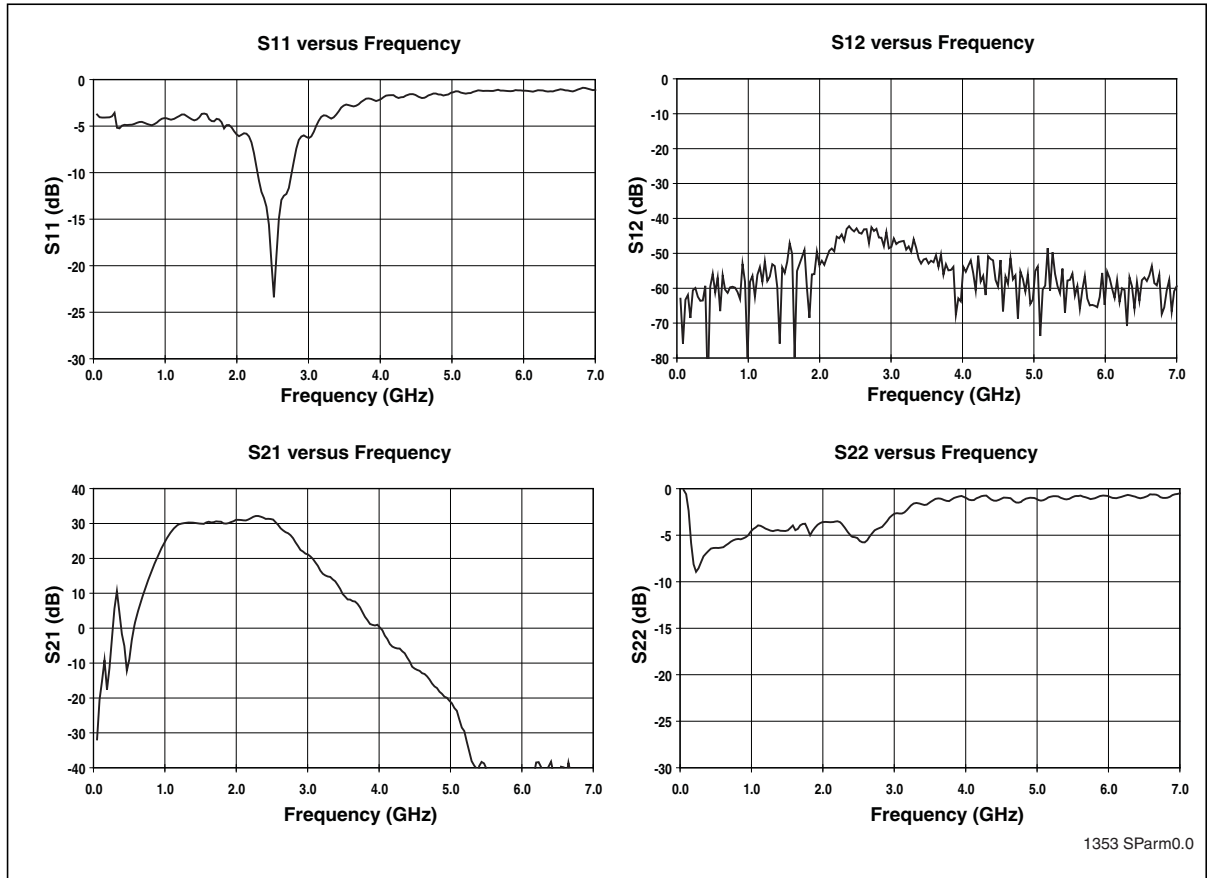 S11 versus Frequency
0
-5
-10
-15
-20
-25
-30
S11 (dB)
0.0 1.0 2.0 3.0 4.0 5.0 6.0 7.0
Frequency (GHz)
S12 versus Frequency
0
-10
-20
-30
-40
-50
-60
-70
-80
S12 (dB)
0.0 1.0 2.0 3.0 4.0 5.0 6.0 7.0
Frequency (GHz)
S21 versus Frequency
40
30
20
10
0
-10
-20
-30
-40
S21 (dB)
0.0 1.0 2.0 3.0 4.0 5.0 6.0 7.0
Frequency (GHz)
S22 versus Frequency
0
-5
-10
-15
-20
-25
-30
S22 (dB)
0.0 1.0 2.0 3.0 4.0 5.0 6.0 7.0
Frequency (GHz)
1353 SParm0.0